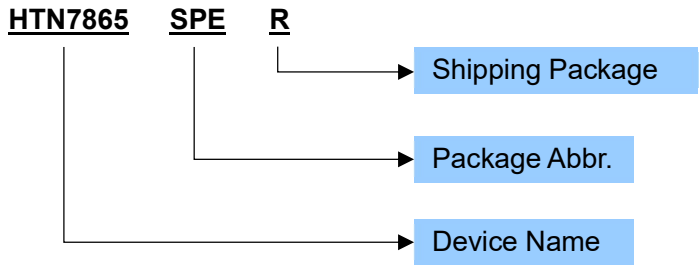 HTN7865 SPE R
Shipping Package
Package Abbr.
Device Name